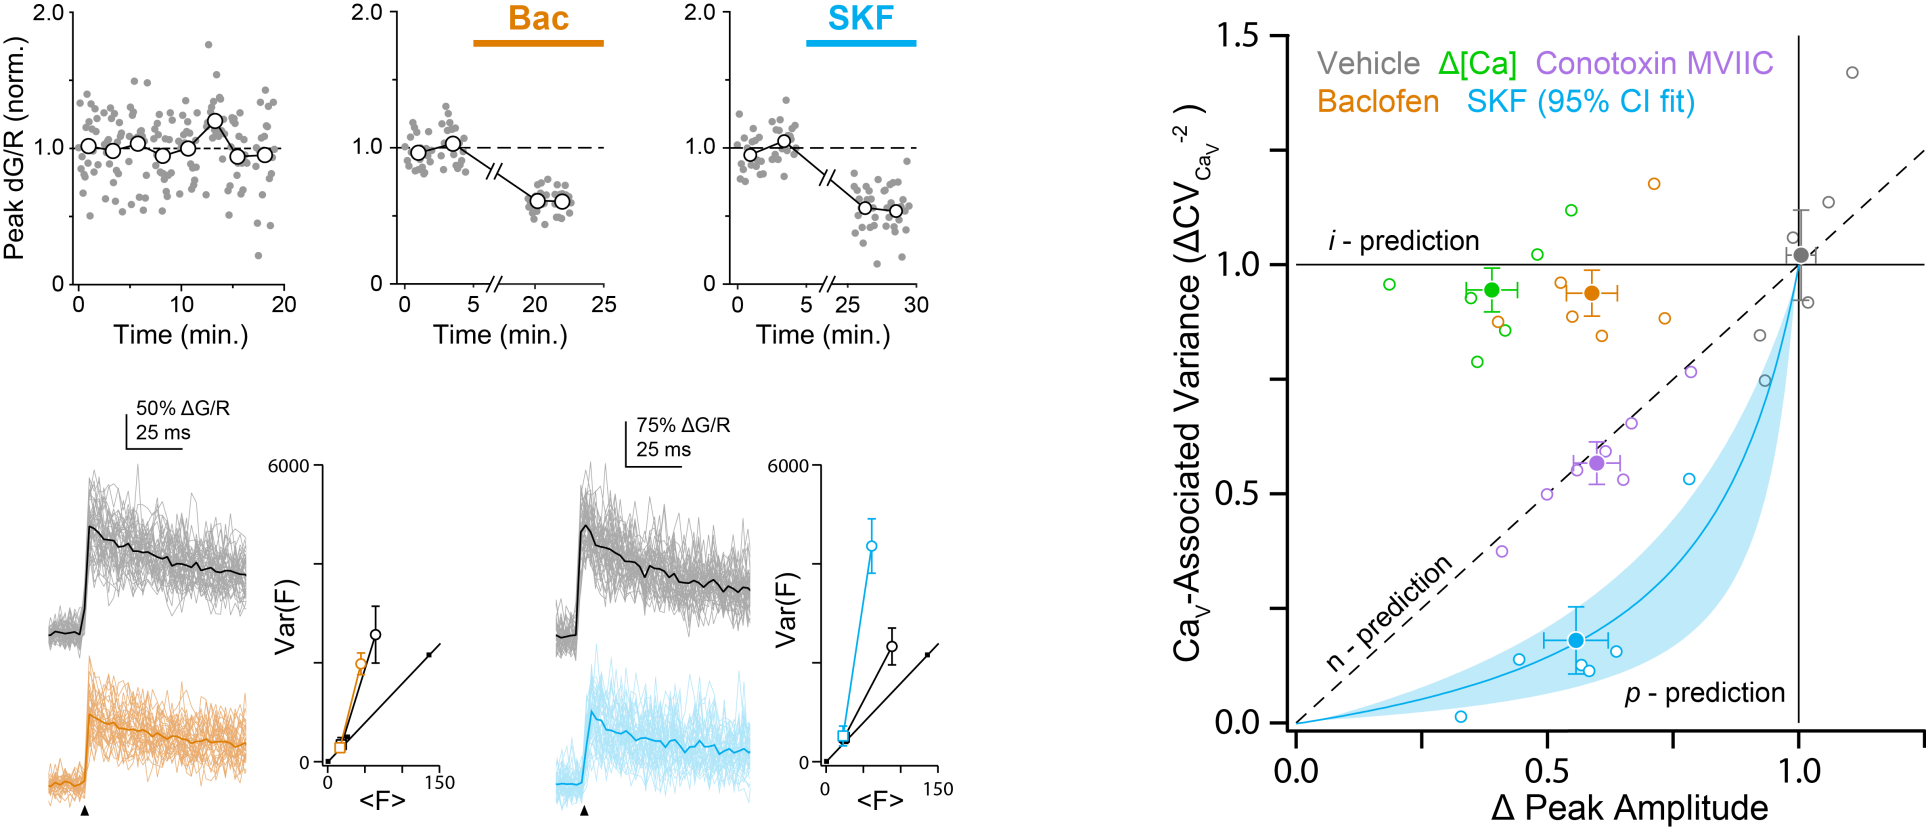 2.0
1.0
0
0
10
20
Peak dG/R (norm.)
Time (min.)
Bac
2.0
1.0
0
0
5
20
25
Time (min.)
SKF
2.0
1.0
0
0
5
25
30
Time (min.)
50% ΔG/R
25 ms
6000
0
0
150
Var(F)
<F>
75% ΔG/R
25 ms
6000
0
0
150
Var(F)
<F>
1.5
1.0
0.5
0.0
0.0
0.5
1.0
CaV-Associated Variance (ΔCVCaV-2)
Δ Peak Amplitude
Vehicle Δ[Ca] Conotoxin MVIIC
Baclofen SKF (95% CI fit)
i - prediction
n - prediction
p - prediction